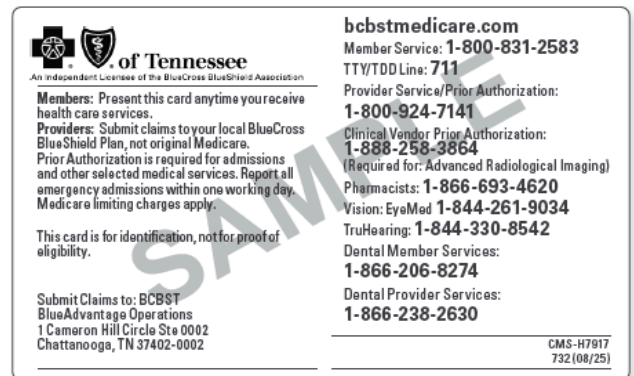 of Tennessee
An Independent Licensee of the BlueCross BlueShield Association
Members: Present this card anytime you receive
health care services.
Providers: Submit claims to your local BlueCross
BlueShield Plan, not original Medicare.
Prior Authorization is required for admissions
and other selected medical services. Report all
emergency admissions within one working day.
Medicare limiting charges apply.
This card is for identification, not for proof of
eligibility.
Submit Claims to: BCBST
BlueAdvantage Operations
1 Cameron Hill Circle Ste 0002
Chattanooga, TN 37402-0002
bcbstmedicare.com
Member Service: 1-800-831-2583
TTY/TDD Line: 711
Provider Service/Prior Authorization:
1-800-924-7141
Clinical Vendor Prior Authorization:
1-888-258-3864
(Required for: Advanced Radiological Imaging)
Pharmacists: 1-866-693-4620
Vision: EyeMed 1-844-261-9034
TruHearing: 1-844-330-8542
Dental Member Services:
1-866-206-8274
Dental Provider Services:
1-866-238-2630
CMS-H7917
732 (08/25)
SAMPLE